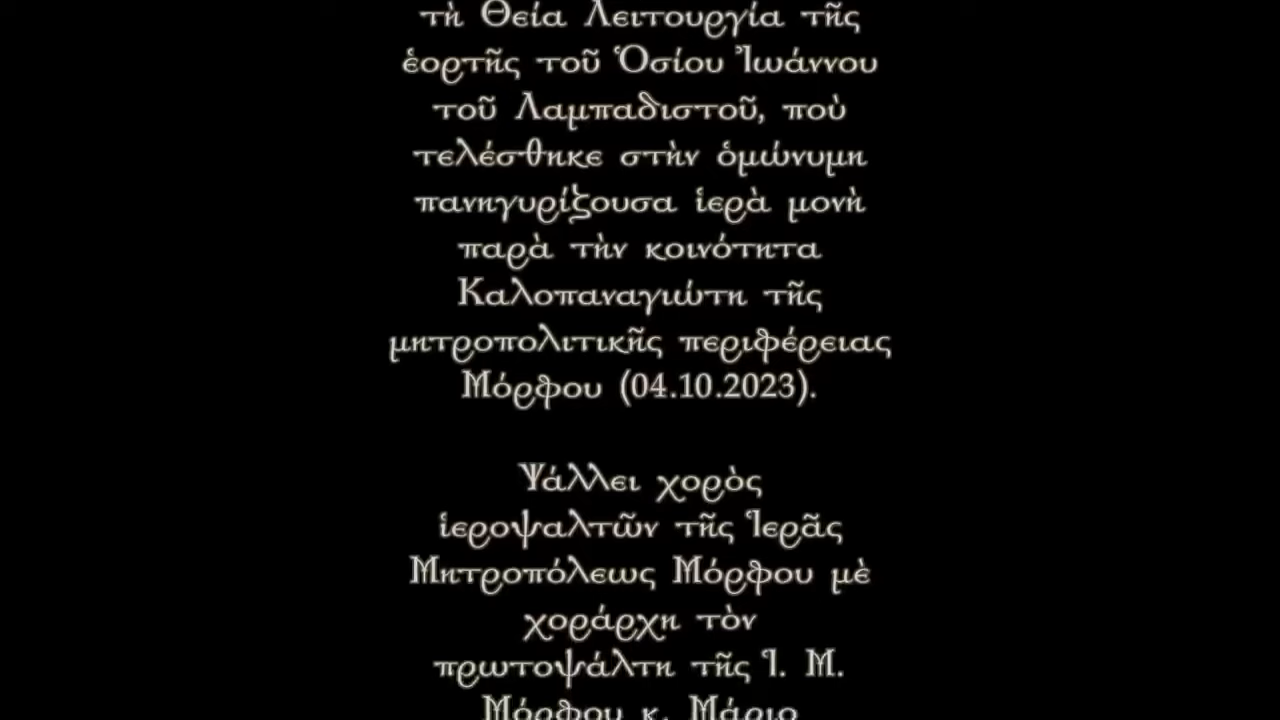 τὴ Θεία Λειτουργία τῆς
ἑορτῆς τοῦ Ὁσίου Ἰωάννου
τοῦ Λαμπαδιστοῦ, ποὺ
τελέσθηκε στὴν ὁμώνυμη
πανηγυρίζουσα ἱερὰ μονὴ
παρὰ τὴν κοινότητα
Καλοπαναγιώτη τῆς
μητροπολιτικῆς περιφέρειας
Μόρφου (04.10.2023).
Ψάλλει χορὸς
ἱεροψαλτῶν τῆς Ἱερᾶς
Μητροπόλεως Μόρφου μὲ
χοράρχη τὸν
πρωτοψάλτη τῆς Ἱ. Μ.
Μόρφου κ. Μάριο